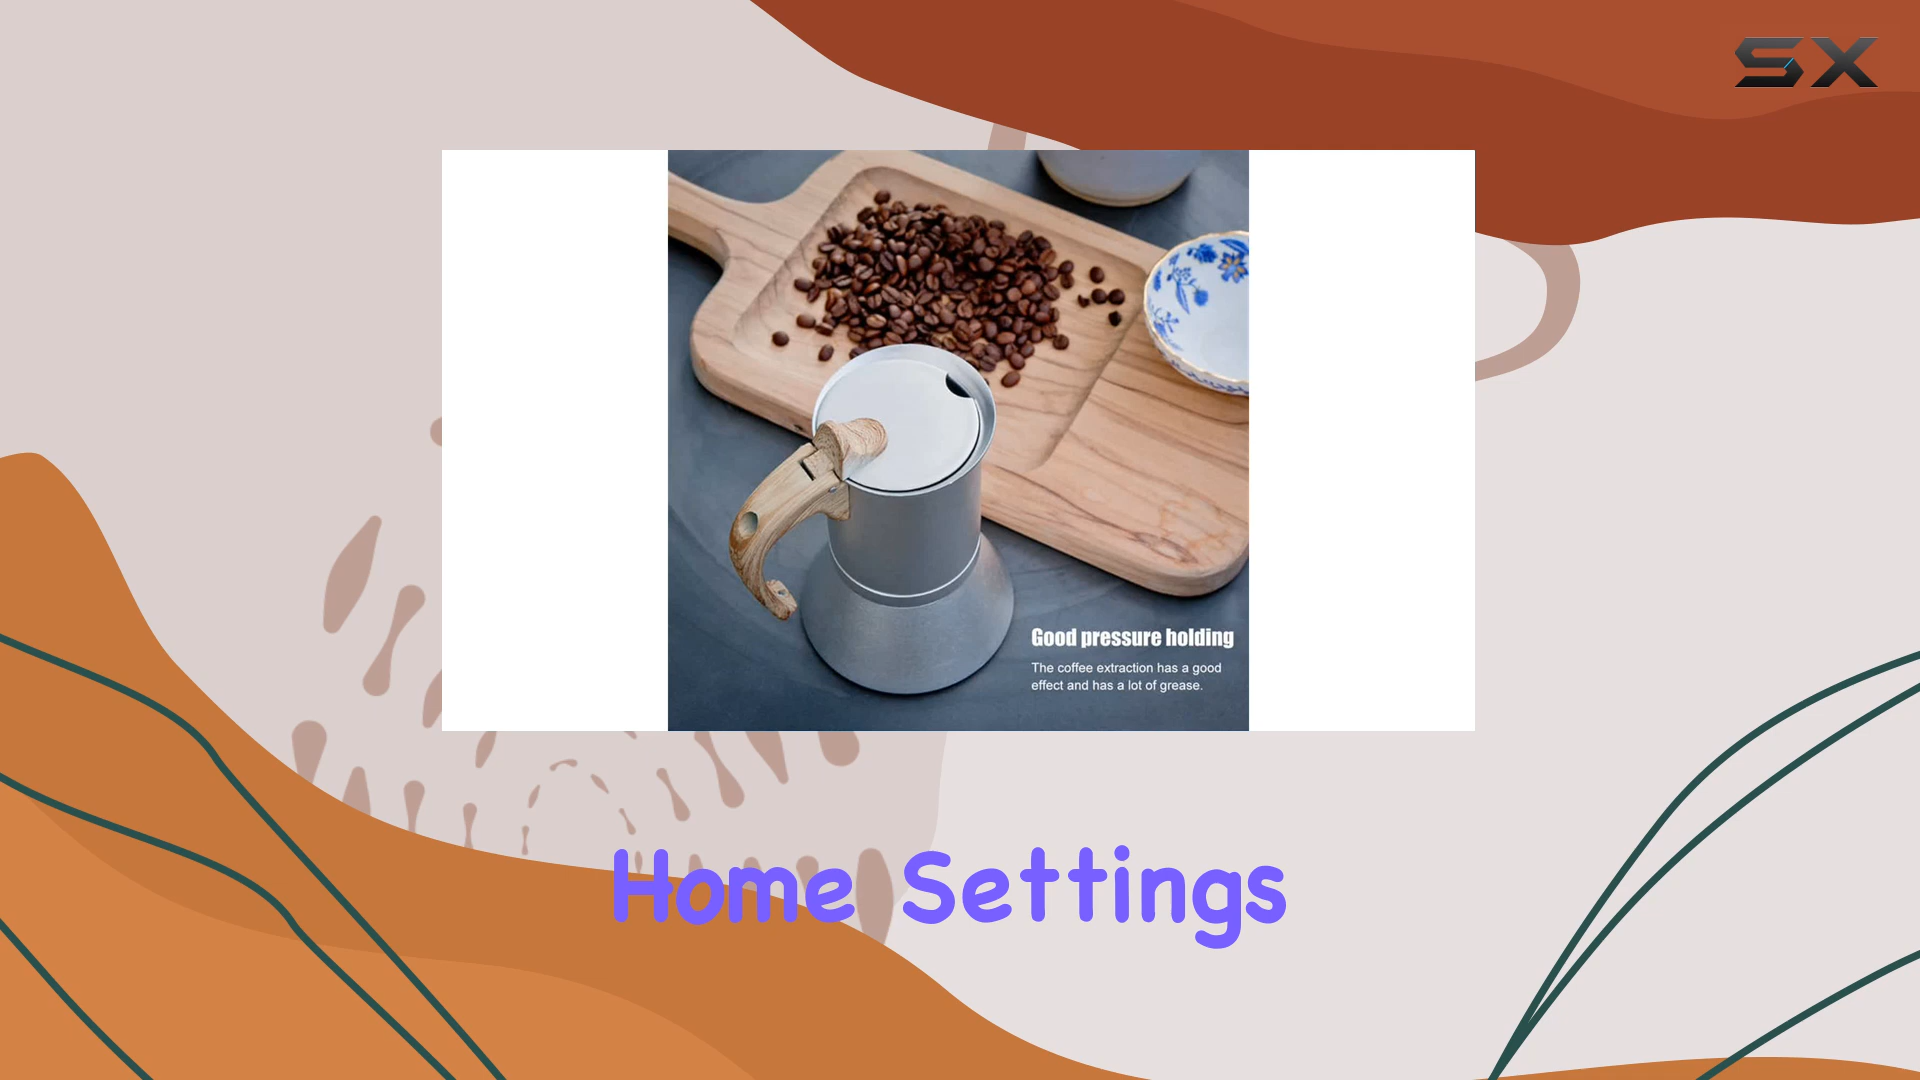 SX
Good pressure holding
The coffee extraction has a good
effect and has a lot of grease.
Home Settings